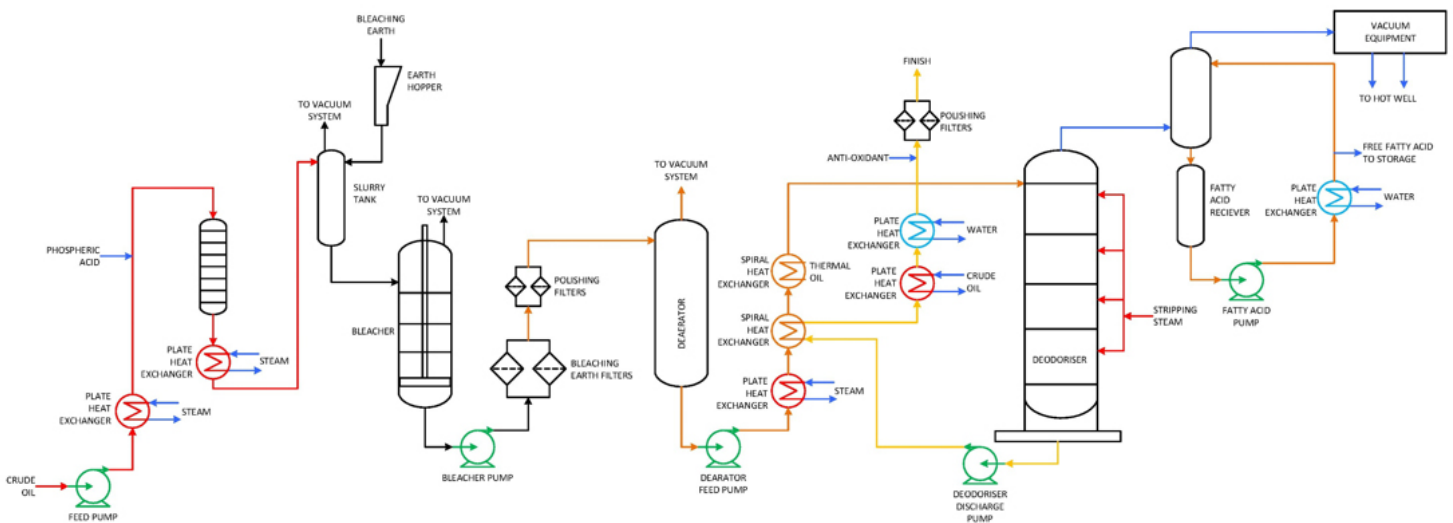 BLEACHING
EARTH
EARTH
HOPPER
TO VACUUM
SYSTEM
SLURRY
TANK
PHOSPHERIC
ACID
PLATE
HEAT
EXCHANGER
STEAM
PLATE
HEAT
EXCHANGER
STEAM
CRUDE
OIL
FEED PUMP
TO VACUUM
SYSTEM
BLEACHER
BLEACHER PUMP
POLISHING
FILTERS
BLEACHING
EARTH FILTERS
TO VACUUM
SYSTEM
DEAERATOR
DEARATOR
FEED PUMP
SPIRAL
HEAT
EXCHANGER
THERMAL
OIL
SPIRAL
HEAT
EXCHANGER
PLATE
HEAT
EXCHANGER
STEAM
FINISH
POLISHING
FILTERS
ANTI-OXIDANT
PLATE
HEAT
EXCHANGER
WATER
PLATE
HEAT
EXCHANGER
CRUDE
OIL
DEODORISER
DISCHARGE
PUMP
DEODORISER
STRIPPING
STEAM
VACUUM
EQUIPMENT
TO HOT WELL
FREE FATTY ACID
TO STORAGE
FATTY
ACID
RECIEVER
PLATE
HEAT
EXCHANGER
WATER
FATTY ACID
PUMP